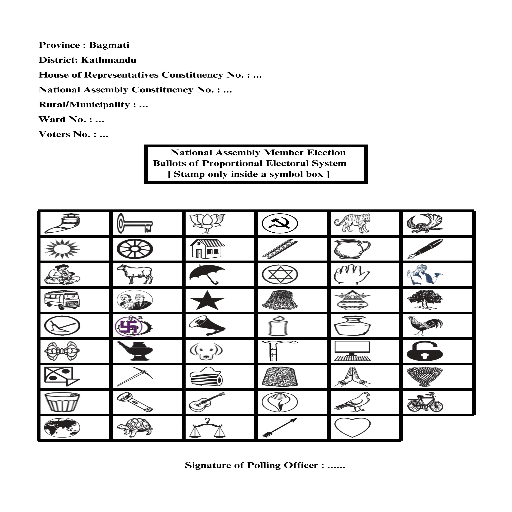 Province : Bagmati
District: Kathmandu
House of Representatives Constituency No. : ...
National Assembly Constituency No. : ...
Rural/Municipality : ...
Ward No. : ...
Voters No. : ...
National Assembly Member Election
Ballots of Proportional Electoral System
[ Stamp only inside a symbol box ]
Signature of Polling Officer : ......